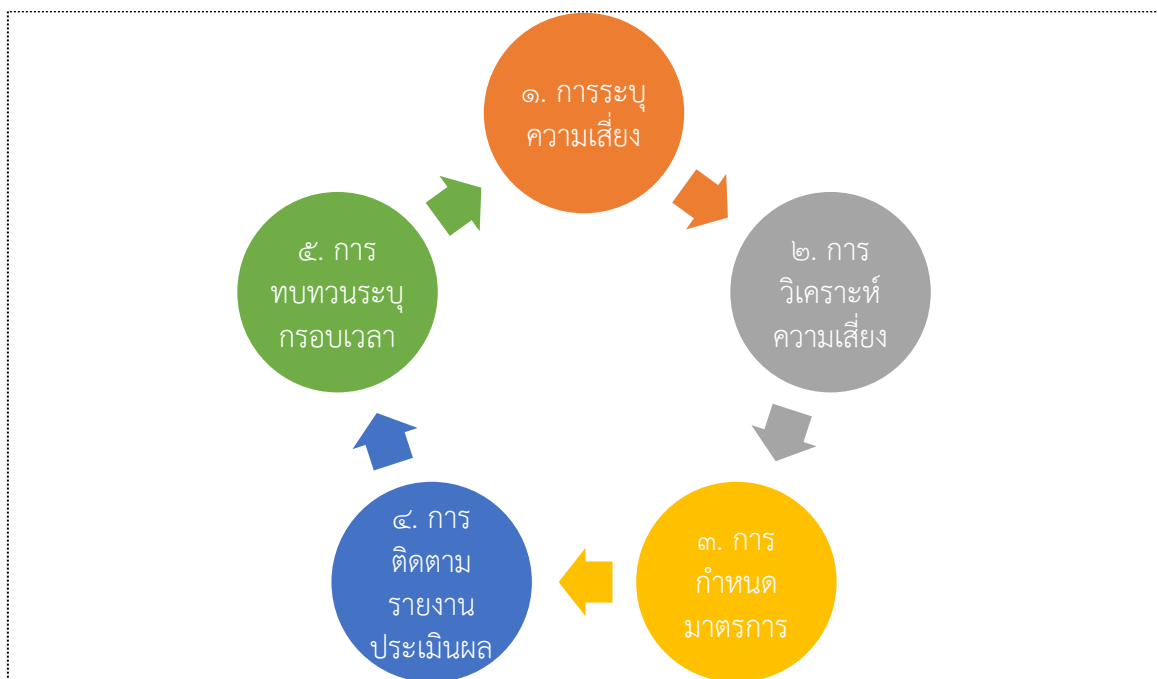 ๑. การระบุ
ความเสี่ยง
๒. การ
วิเคราะห์
ความเสี่ยง
๓. การ
กำหนด
มาตรการ
๔. การ
ติดตาม
รายงาน
ประเมินผล
๕. การ
ทบทวนระบุ
กรอบเวลา